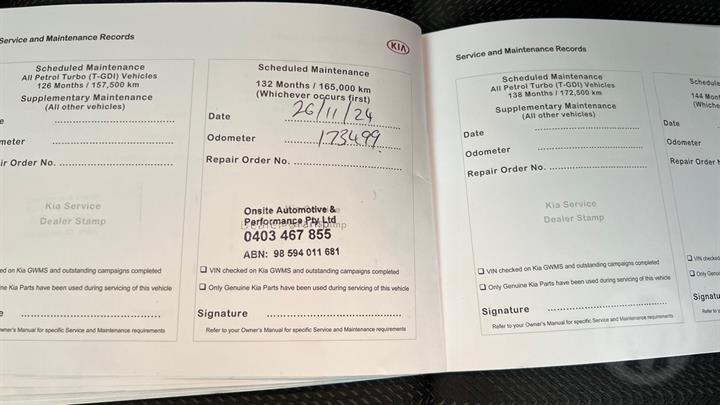 Service and Maintenance Records
Scheduled Maintenance
All Petrol Turbo (T-GDI) Vehicles
126 Months / 157,500 km
Supplementary Maintenance
(All other vehicles)
Order No.
Kia Service
Dealer Stamp
on Kia GWMS and outstanding campaigns completed
Kia Parts have been used during servicing of this vehicle
Owner's Manual for specific Service and Maintenance requirements
KIA
Scheduled Maintenance
132 Months / 165,000 km
(Whichever occurs first)
Date 26/11/24
Odometer 173499
Repair Order No.
Onsite Automotive &
Performance Pty Ltd
0403 467 855
ABN: 98 594 011 681
VIN checked on Kia GWMS and outstanding campaigns completed
Only Genuine Kia Parts have been used during servicing of this vehicle
Signature
Refer to your Owner's Manual for specific Service and Maintenance requirements
Service and Maintenance Records
Scheduled Maintenance
All Petrol Turbo (T-GDI) Vehicles
138 Months / 172,500 km
Supplementary Maintenance
(All other vehicles)
Date
Odometer
Repair Order No.
Kia Service
Dealer Stamp
VIN checked on Kia GWMS and outstanding campaigns completed
Only Genuine Kia Parts have been used during servicing of this vehicle
Signature
Refer to your Owner's Manual for specific Service and Maintenance requirements
144
Date
Odometer
Repair Order
VIN checked
Only Genuine
Refer to